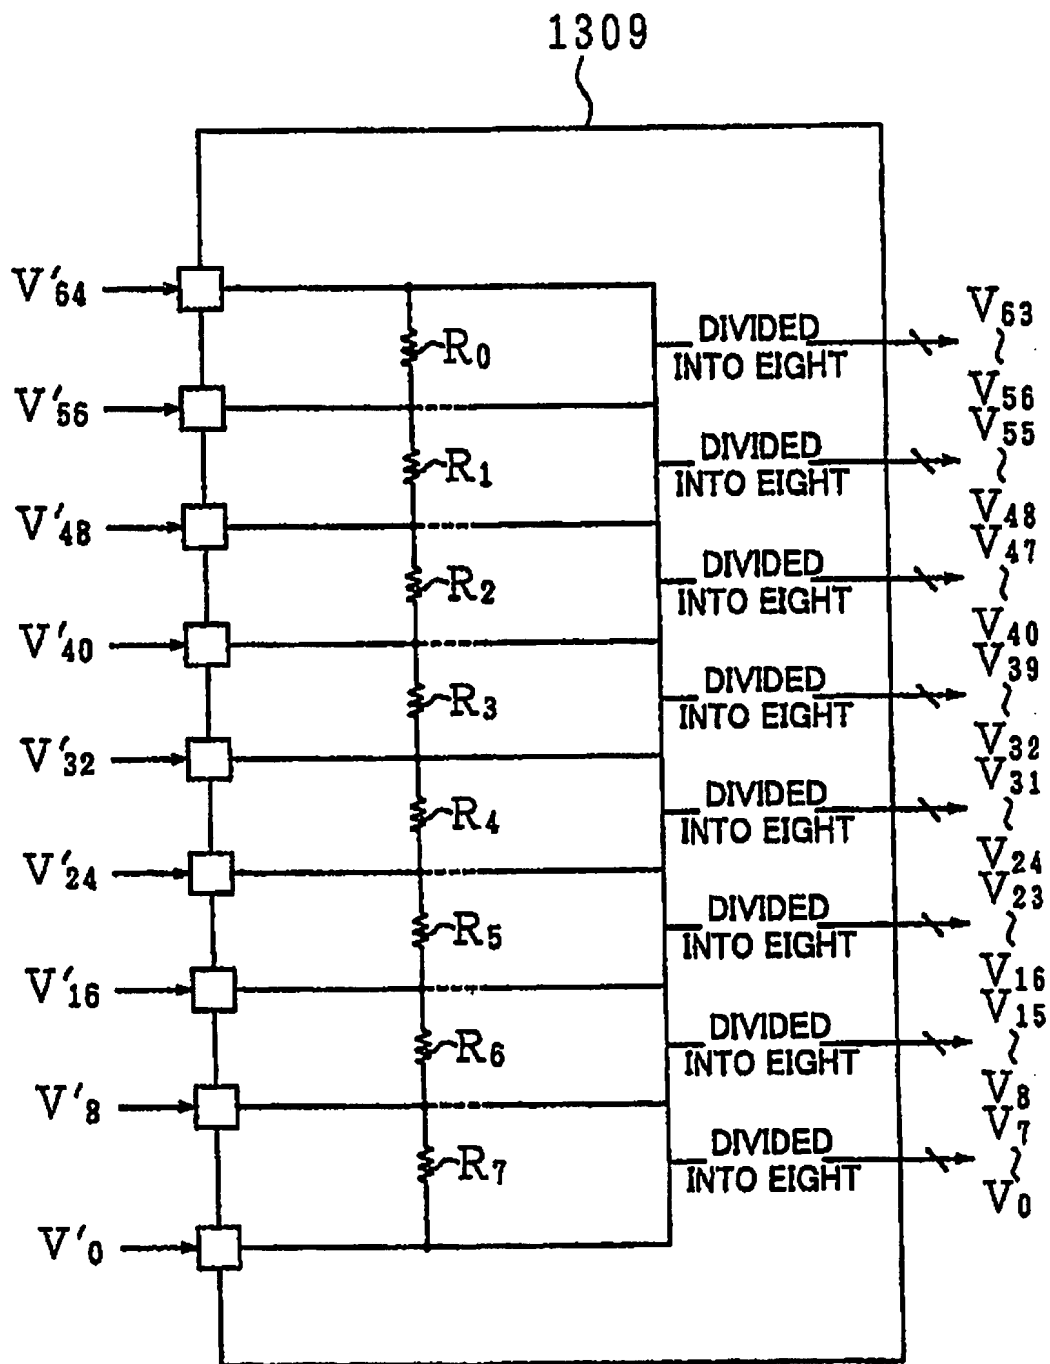 1309
V'64
R0
DIVIDED
INTO EIGHT
V63
~
V56
V'56
R1
DIVIDED
INTO EIGHT
V55
~
V48
V'48
R2
DIVIDED
INTO EIGHT
V47
~
V40
V'40
R3
DIVIDED
INTO EIGHT
V39
~
V32
V'32
R4
DIVIDED
INTO EIGHT
V31
~
V24
V'24
R5
DIVIDED
INTO EIGHT
V23
~
V16
V'16
R6
DIVIDED
INTO EIGHT
V15
~
V8
V'8
R7
DIVIDED
INTO EIGHT
V7
~
V0
V'0